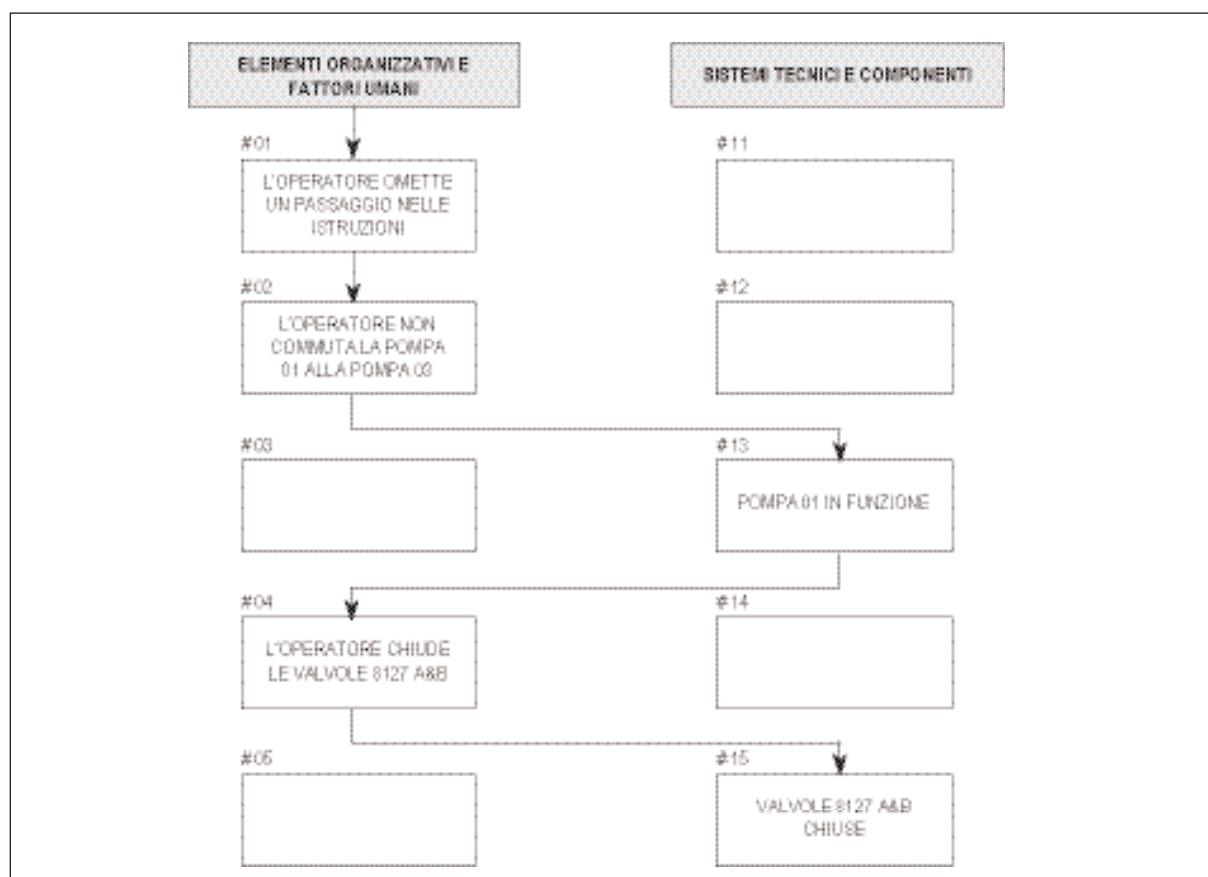 ELEMENTI ORGANIZZATIVI E
FATTORI UMANI
SISTEMI TECNICI E COMPONENTI
#01
#11
L'OPERATORE OMETTE
UN PASSAGGIO NELLE
ISTRUZIONI
#02
#12
L'OPERATORE NON
COMMUTA LA POMPA
01 ALLA POMPA 03
#03
#13
POMPA 01 IN FUNZIONE
#04
#14
L'OPERATORE CHIUDE
LE VALVOLE 8127 A&B
#05
#15
VALVOLE 8127 A&B
CHIUSE